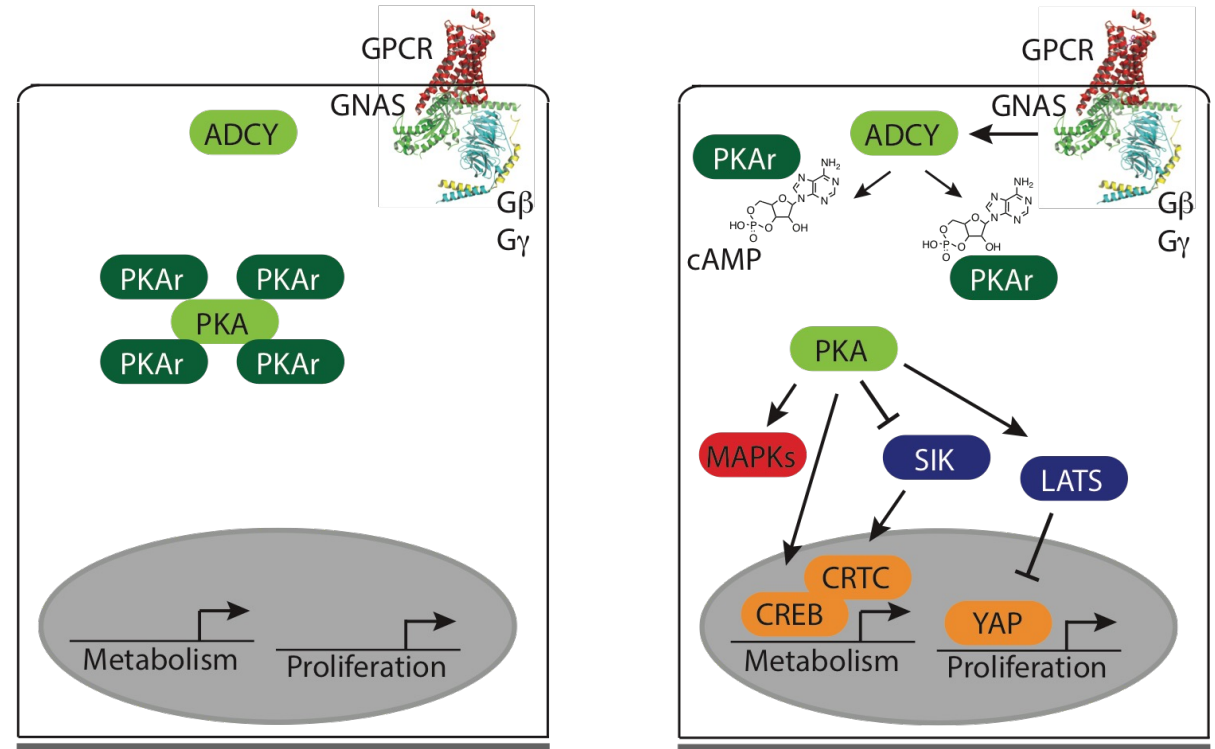 GPCR
GNAS
ADCY
Gβ
Gγ
PKAr
PKAr
PKA
PKAr
PKAr
Metabolism
Proliferation
GPCR
GNAS
ADCY
PKAr
NH₂
N
N
N
N
O
O
O
P
HO
O
OH
cAMP
NH₂
N
N
N
N
O
O
O
P
HO
O
OH
PKAr
Gβ
Gγ
PKA
MAPKs
SIK
LATS
CRTC
CREB
YAP
Metabolism
Proliferation